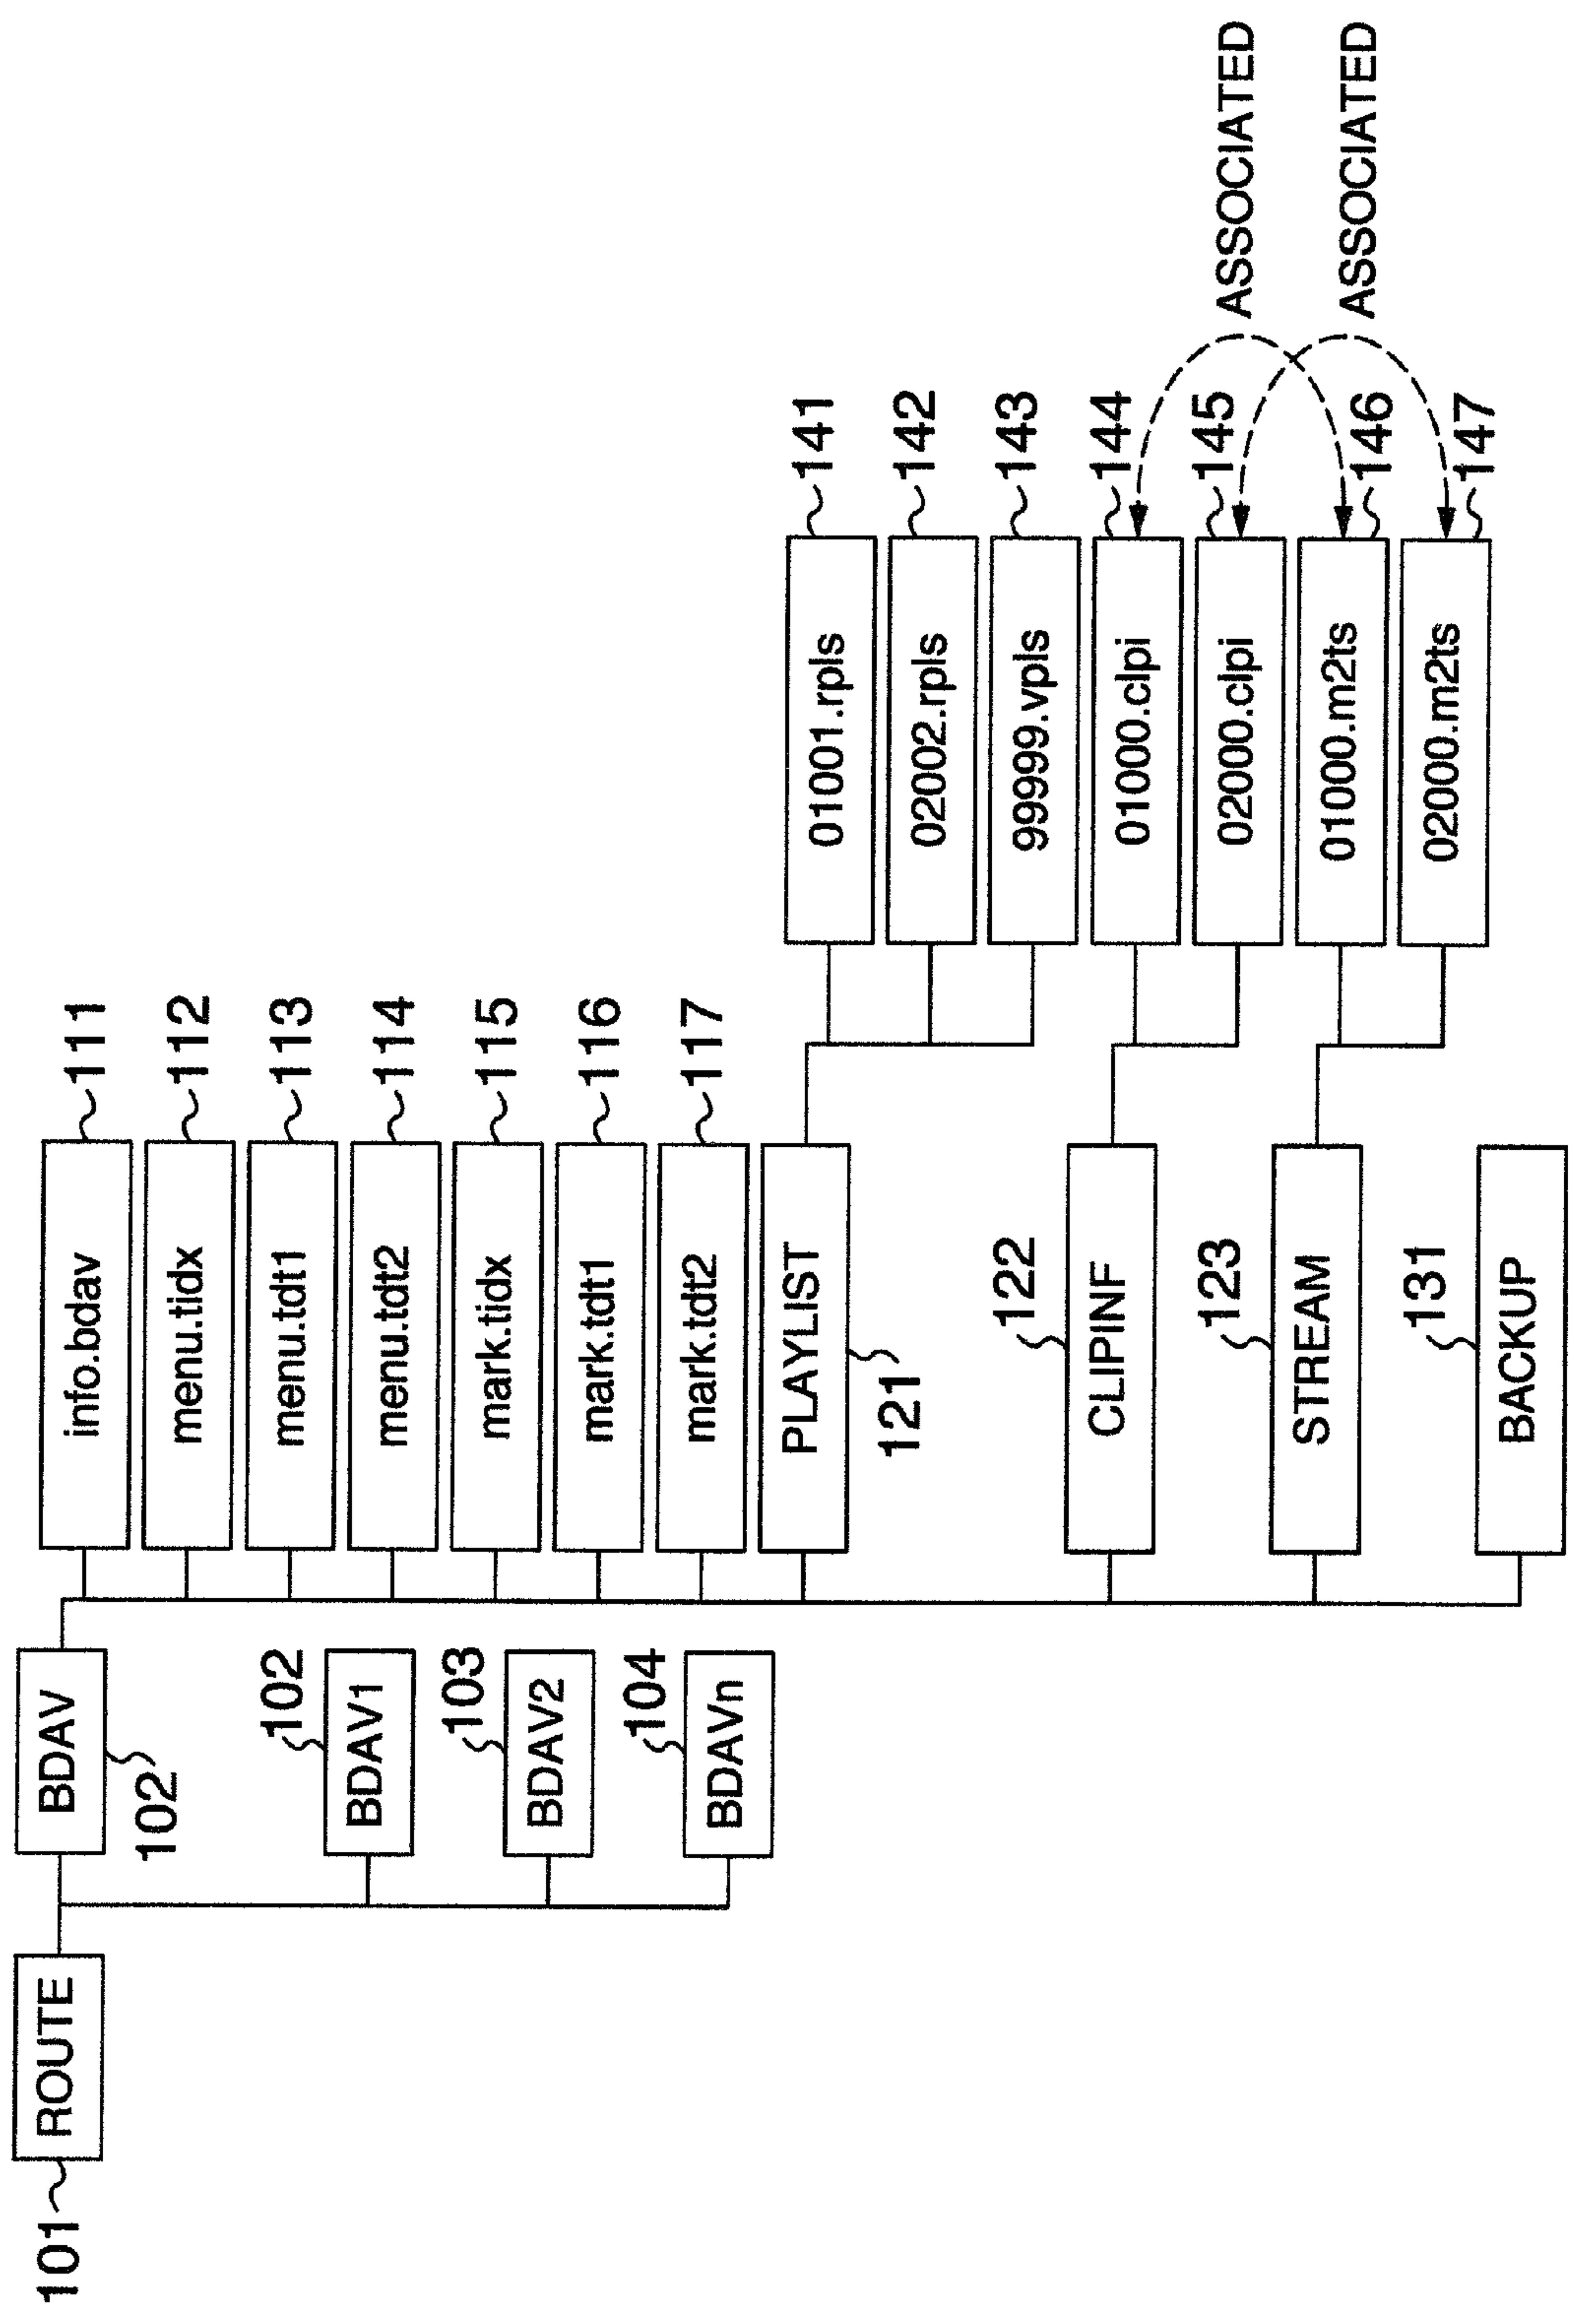 101
ROUTE
BDAV
102
102
BDAV1
103
BDAV2
104
BDAVn
info.bdav
111
menu.tidx
112
menu.tdt1
113
menu.tdt2
114
mark.tidx
115
mark.tdt1
116
mark.tdt2
117
PLAYLIST
121
122
CLIPINF
123
STREAM
131
BACKUP
01001.rpls
141
02002.rpls
142
99999.vpls
143
01000.clpi
144
02000.clpi
145
01000.m2ts
146
02000.m2ts
147
ASSOCIATED
ASSOCIATED